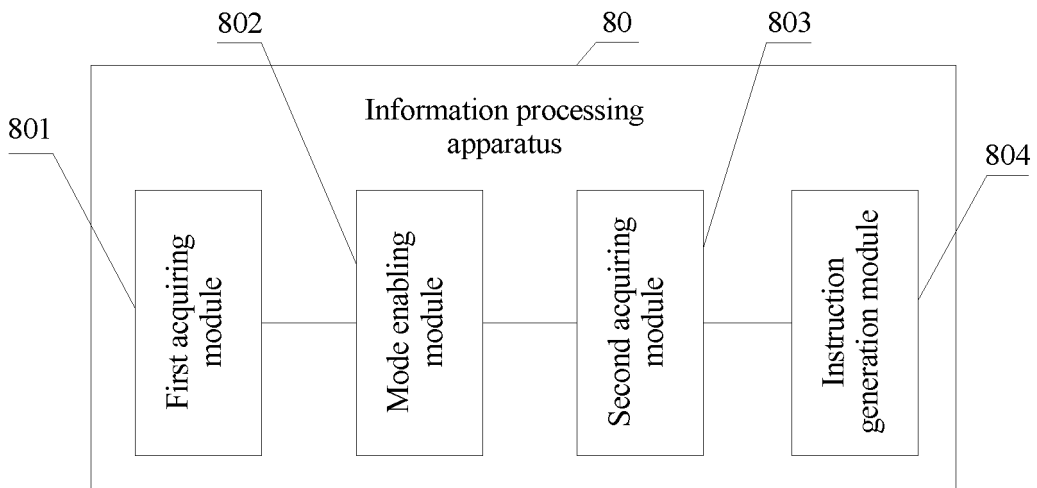 802
80
803
Information processing
apparatus
801
804
First acquiring
module
Mode enabling
module
Second acquiring
module
Instruction
generation module